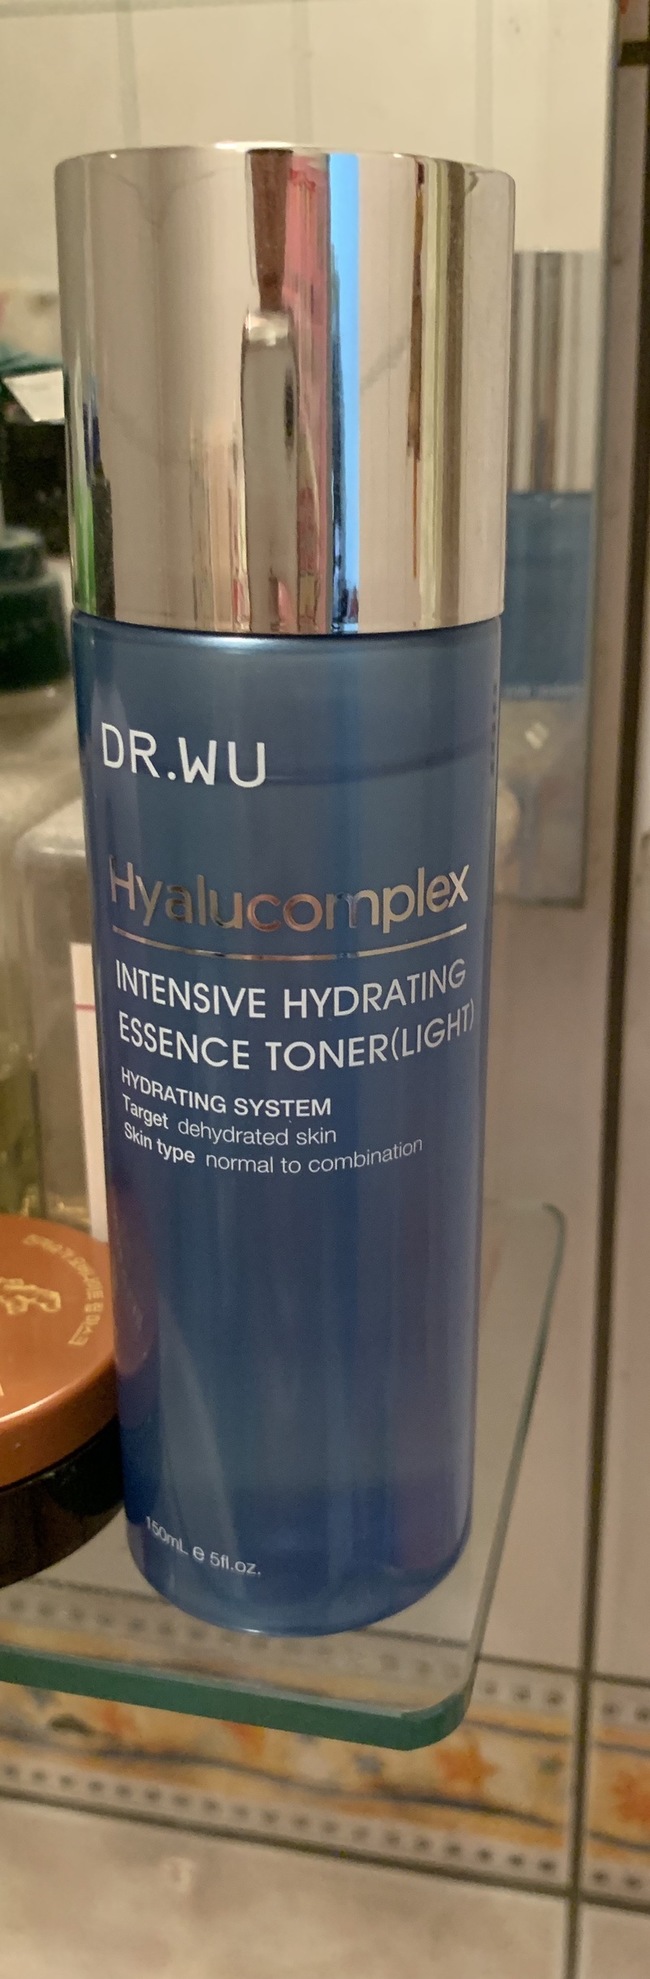 DR.WU
Hyalucomplex
INTENSIVE HYDRATING
ESSENCE TONER(LIGHT)
HYDRATING SYSTEM
Target dehydrated skin
Skin type normal to combination
150mL e 5fl.oz.